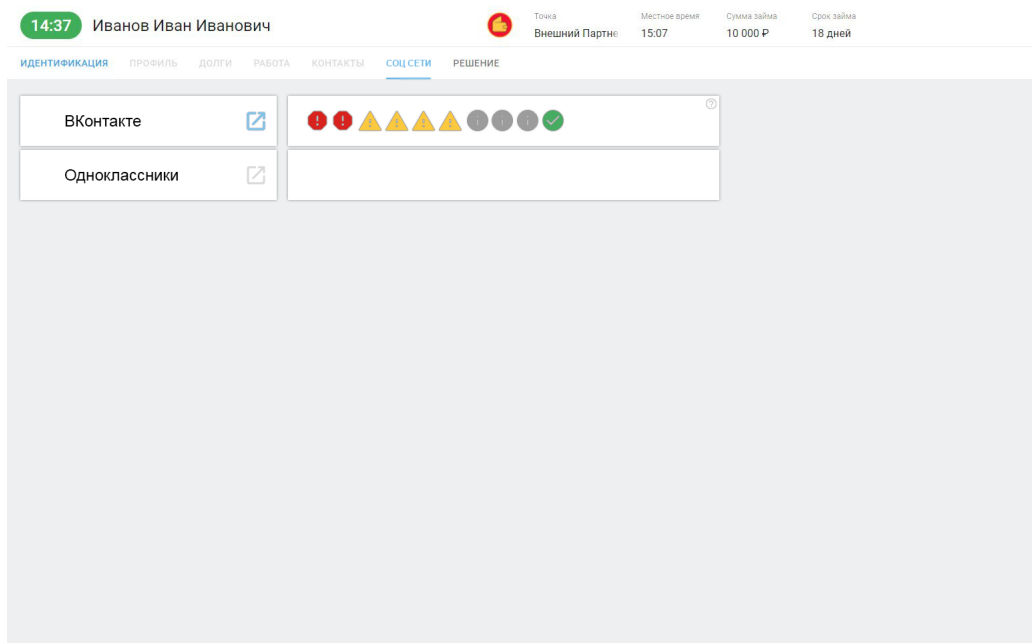 14:37 Иванов Иван Иванович
Точка Местное время Сумма займа Срок займа
Внешний Партне 15:07 10 000 ₽ 18 дней
ИДЕНТИФИКАЦИЯ ПРОФИЛЬ ДОЛГИ РАБОТА КОНТАКТЫ СОЦ СЕТИ РЕШЕНИЕ
ВКонтакте
Одноклассники